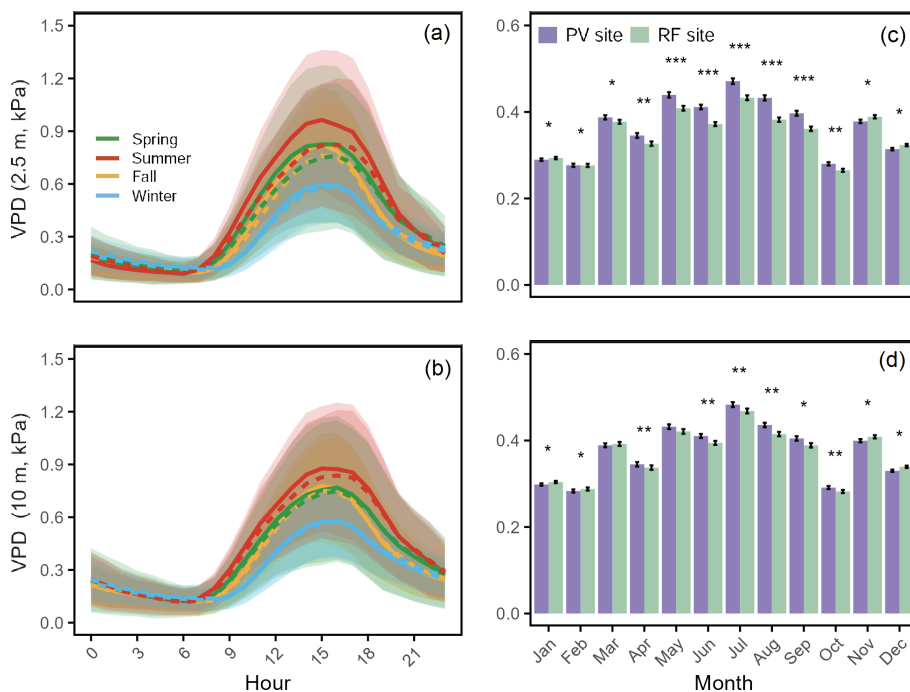 (a)
VPD (2.5 m, kPa)
1.5
1.2
0.9
0.6
0.3
0.0
Spring
Summer
Fall
Winter
(c)
PV site RF site
0.6
0.4
0.2
0.0
* * * ** *** *** *** *** *** ** * *
(b)
VPD (10 m, kPa)
1.5
1.2
0.9
0.6
0.3
0.0
0 3 6 9 12 15 18 21
Hour
(d)
0.6
0.4
0.2
0.0
* * ** ** ** ** * ** * *
Jan Feb Mar Apr May Jun Jul Aug Sep Oct Nov Dec
Month